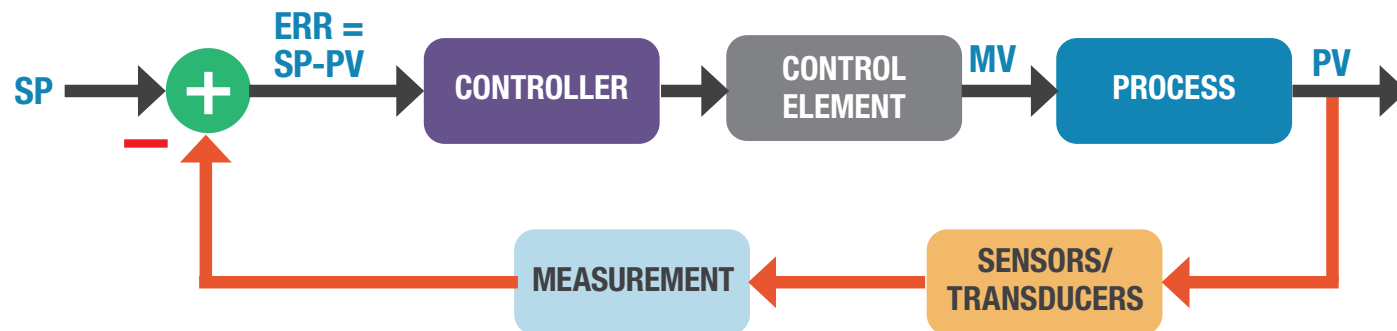 SP
+
ERR =
SP-PV
CONTROLLER
CONTROL
ELEMENT
MV
PROCESS
PV
MEASUREMENT
SENSORS/
TRANSDUCERS